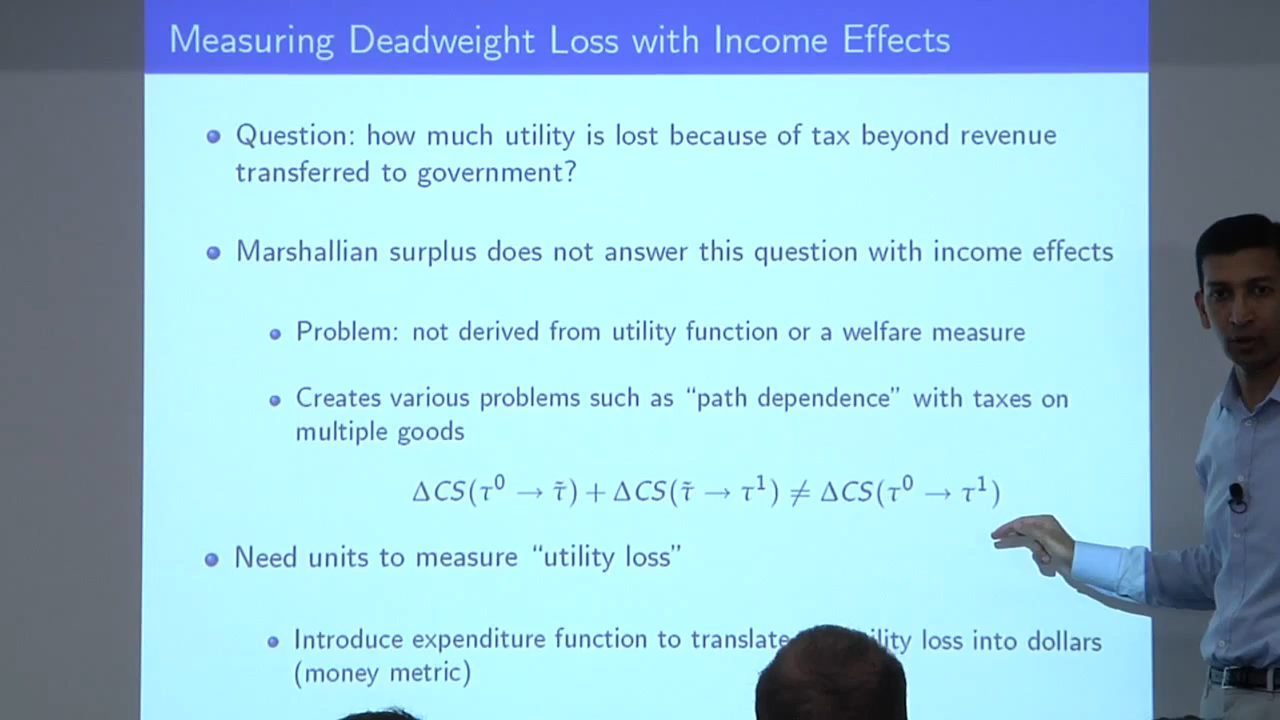 Measuring Deadweight Loss with Income Effects
Question: how much utility is lost because of tax beyond revenue
transferred to government?
Marshallian surplus does not answer this question with income effects
Problem: not derived from utility function or a welfare measure
Creates various problems such as “path dependence” with taxes on
multiple goods
ΔCS(τ⁰ → τ̃) + ΔCS(τ̃ → τ¹) ≠ ΔCS(τ⁰ → τ¹)
Need units to measure “utility loss”
Introduce expenditure function to translate loss into dollars
(money metric)